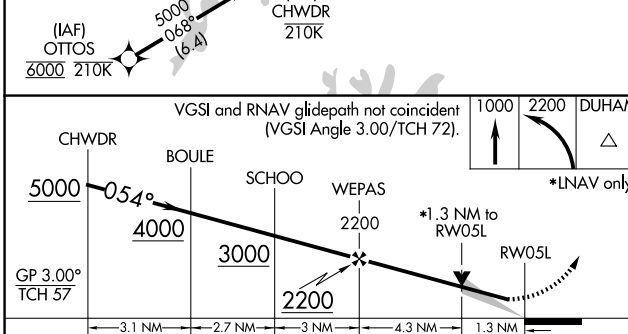 5000
068°
(6.4)
CHWDR
210K
(IAF)
OTTOS
6000 210K
VGSI and RNAV glidepath not coincident
(VGSI Angle 3.00/TCH 72).
1000
2200
DUHAM
*LNAV only
CHWDR
BOULE
SCHOO
WEPAS
2200
*1.3 NM to
RW05L
RW05L
5000
054°
4000
3000
2200
GP 3.00°
TCH 57
3.1 NM
2.7 NM
3 NM
4.3 NM
1.3 NM